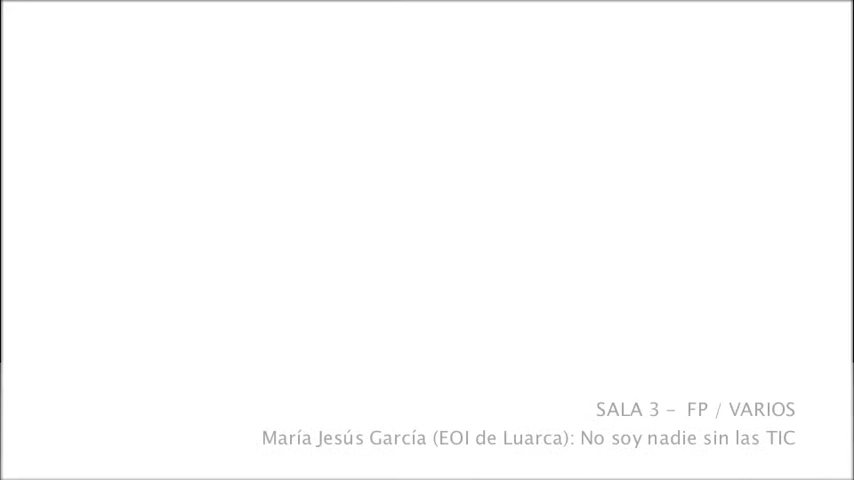 SALA 3 - FP / VARIOS
María Jesús García (EOI de Luarca): No soy nadie sin las TIC